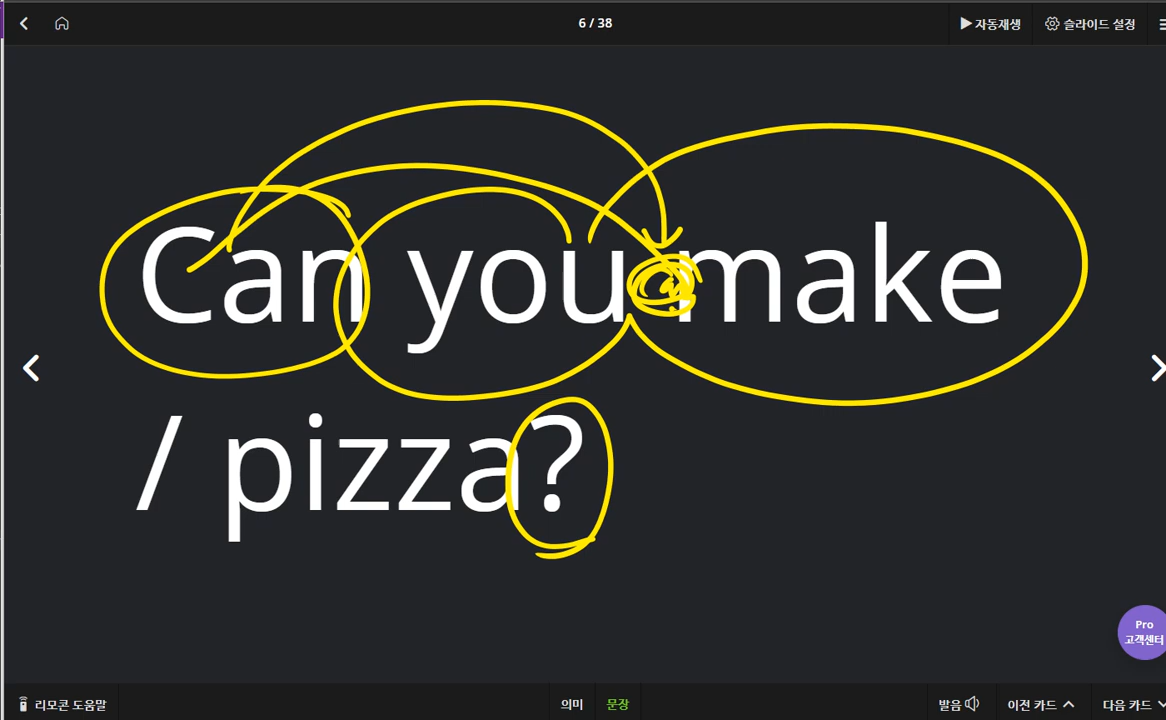 6 / 38
자동재생
슬라이드 설정
Can you make
/ pizza?
Pro
고객센터
리모콘 도움말
의미
문장
발음
이전 카드
다음 카드